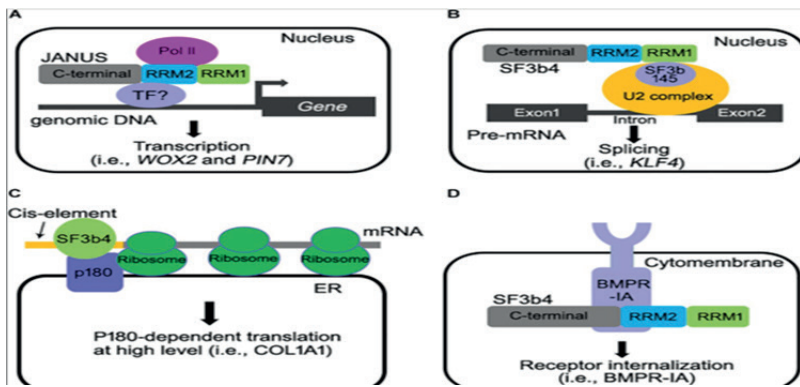 A
Nucleus
Pol II
JANUS
C-terminal RRM2 RRM1
TF?
Gene
genomic DNA
Transcription
(i.e., WOX2 and PIN7)
B
Nucleus
C-terminal RRM2 RRM1
SF3b4
SF3b
145
U2 complex
Exon1 Exon2
Intron
Pre-mRNA
Splicing
(i.e., KLF4)
C
Cis-element
mRNA
SF3b4
Ribosome Ribosome Ribosome
p180
ER
P180-dependent translation
at high level (i.e., COL1A1)
D
Cytomembrane
BMPR
-IA
SF3b4
C-terminal RRM2 RRM1
Receptor internalization
(i.e., BMPR-IA)